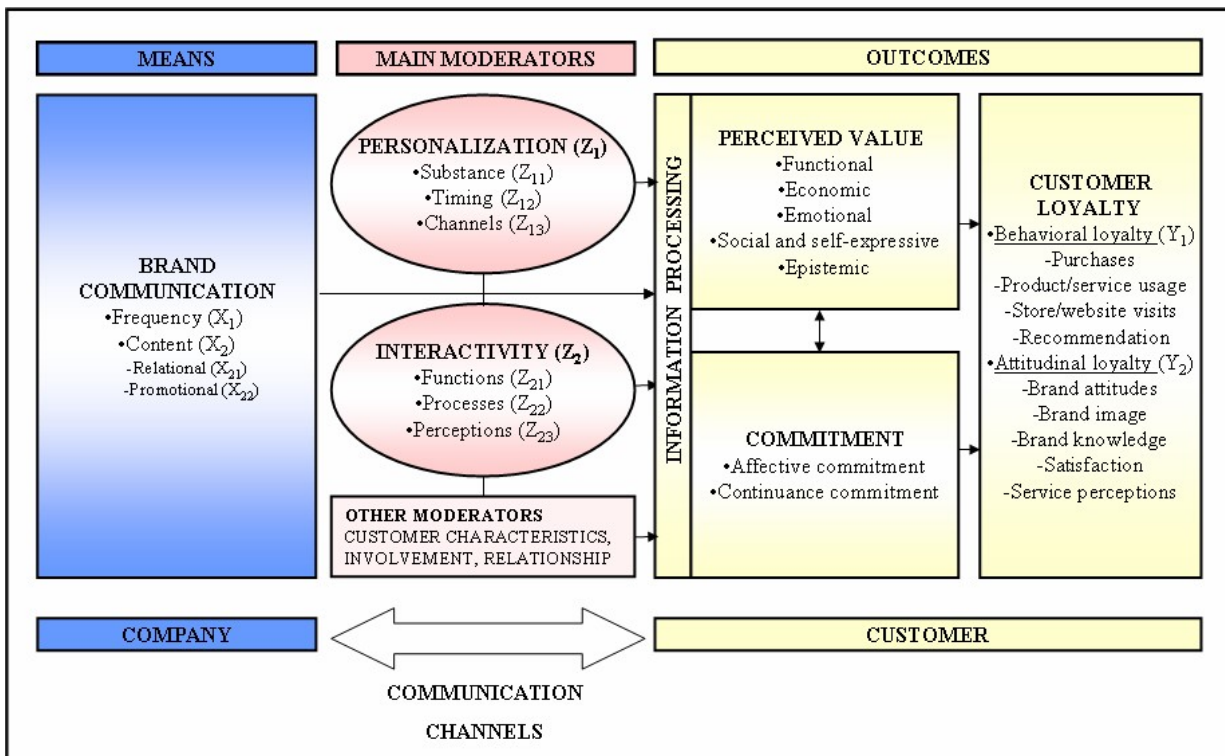 MEANS
MAIN MODERATORS
OUTCOMES
BRAND
COMMUNICATION
•Frequency (X₁)
•Content (X₂)
-Relational (X₂₁)
-Promotional (X₂₂)
PERSONALIZATION (Z₁)
•Substance (Z₁₁)
•Timing (Z₁₂)
•Channels (Z₁₃)
INTERACTIVITY (Z₂)
•Functions (Z₂₁)
•Processes (Z₂₂)
•Perceptions (Z₂₃)
OTHER MODERATORS
CUSTOMER CHARACTERISTICS,
INVOLVEMENT, RELATIONSHIP
INFORMATION PROCESSING
PERCEIVED VALUE
•Functional
•Economic
•Emotional
•Social and self-expressive
•Epistemic
COMMITMENT
•Affective commitment
•Continuance commitment
CUSTOMER
LOYALTY
•Behavioral loyalty (Y₁)
-Purchases
-Product/service usage
-Store/website visits
-Recommendation
•Attitudinal loyalty (Y₂)
-Brand attitudes
-Brand image
-Brand knowledge
-Satisfaction
-Service perceptions
COMPANY
CUSTOMER
COMMUNICATION
CHANNELS